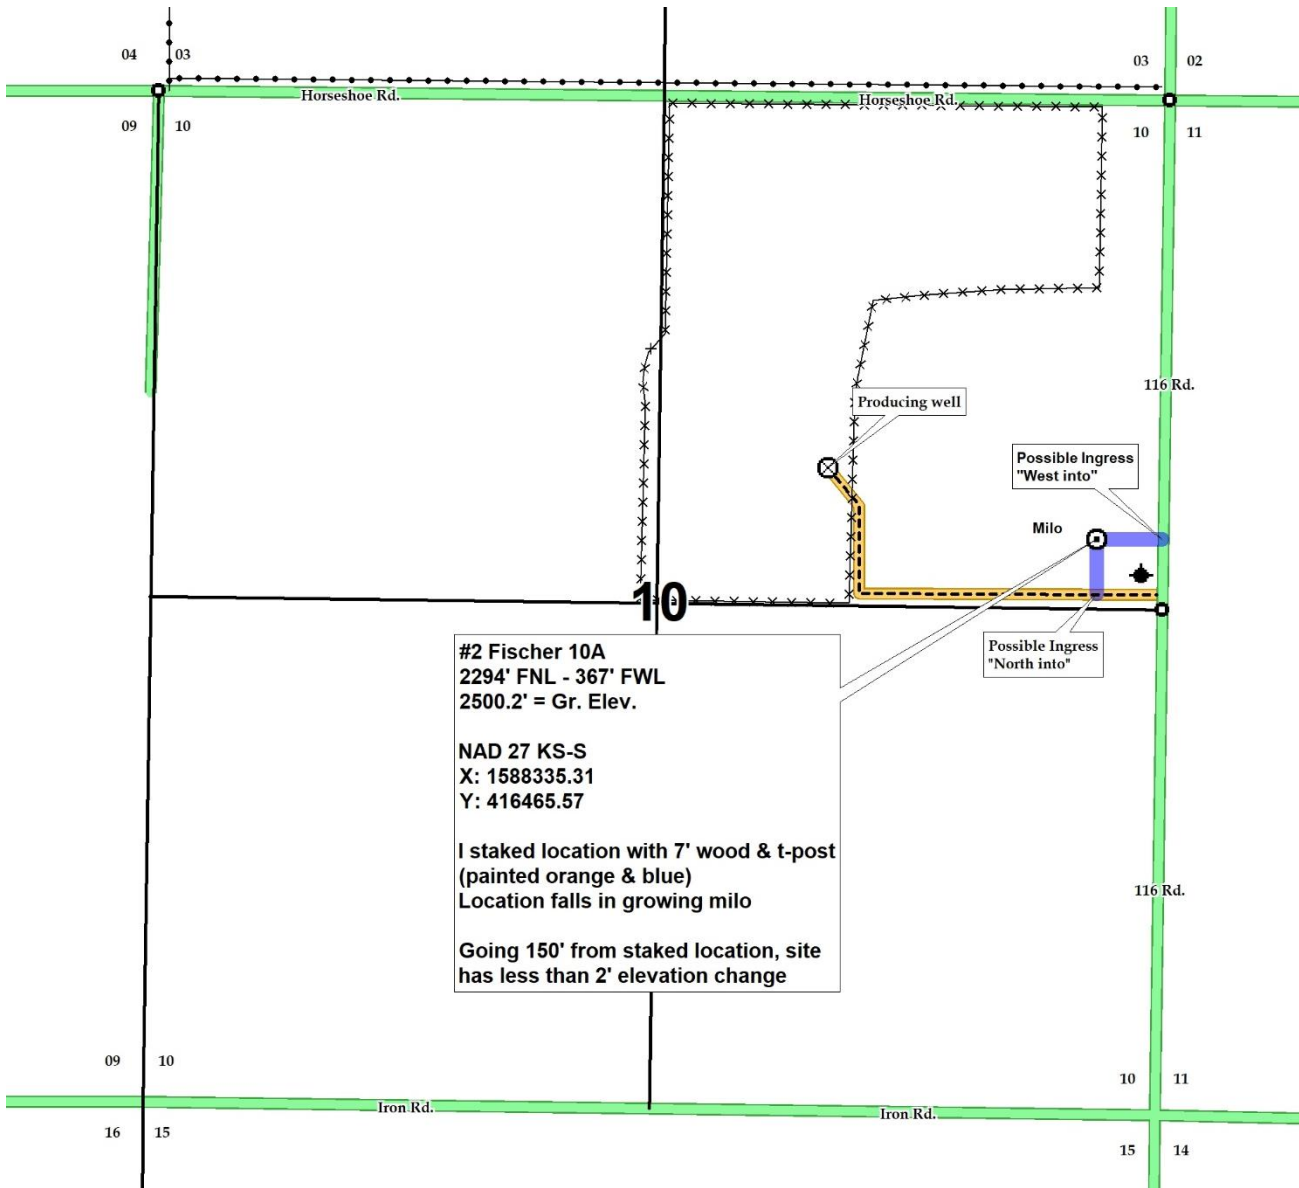 04 03
03 02
Horseshoe Rd.
Horseshoe Rd.
09 10
10 11
116 Rd.
Producing well
Possible Ingress
"West into"
Milo
10
Possible Ingress
"North into"
#2 Fischer 10A
2294' FNL - 367' FWL
2500.2' = Gr. Elev.
NAD 27 KS-S
X: 1588335.31
Y: 416465.57
I staked location with 7' wood & t-post
(painted orange & blue)
Location falls in growing milo
Going 150' from staked location, site
has less than 2' elevation change
116 Rd.
09 10
10 11
Iron Rd.
Iron Rd.
16 15
15 14